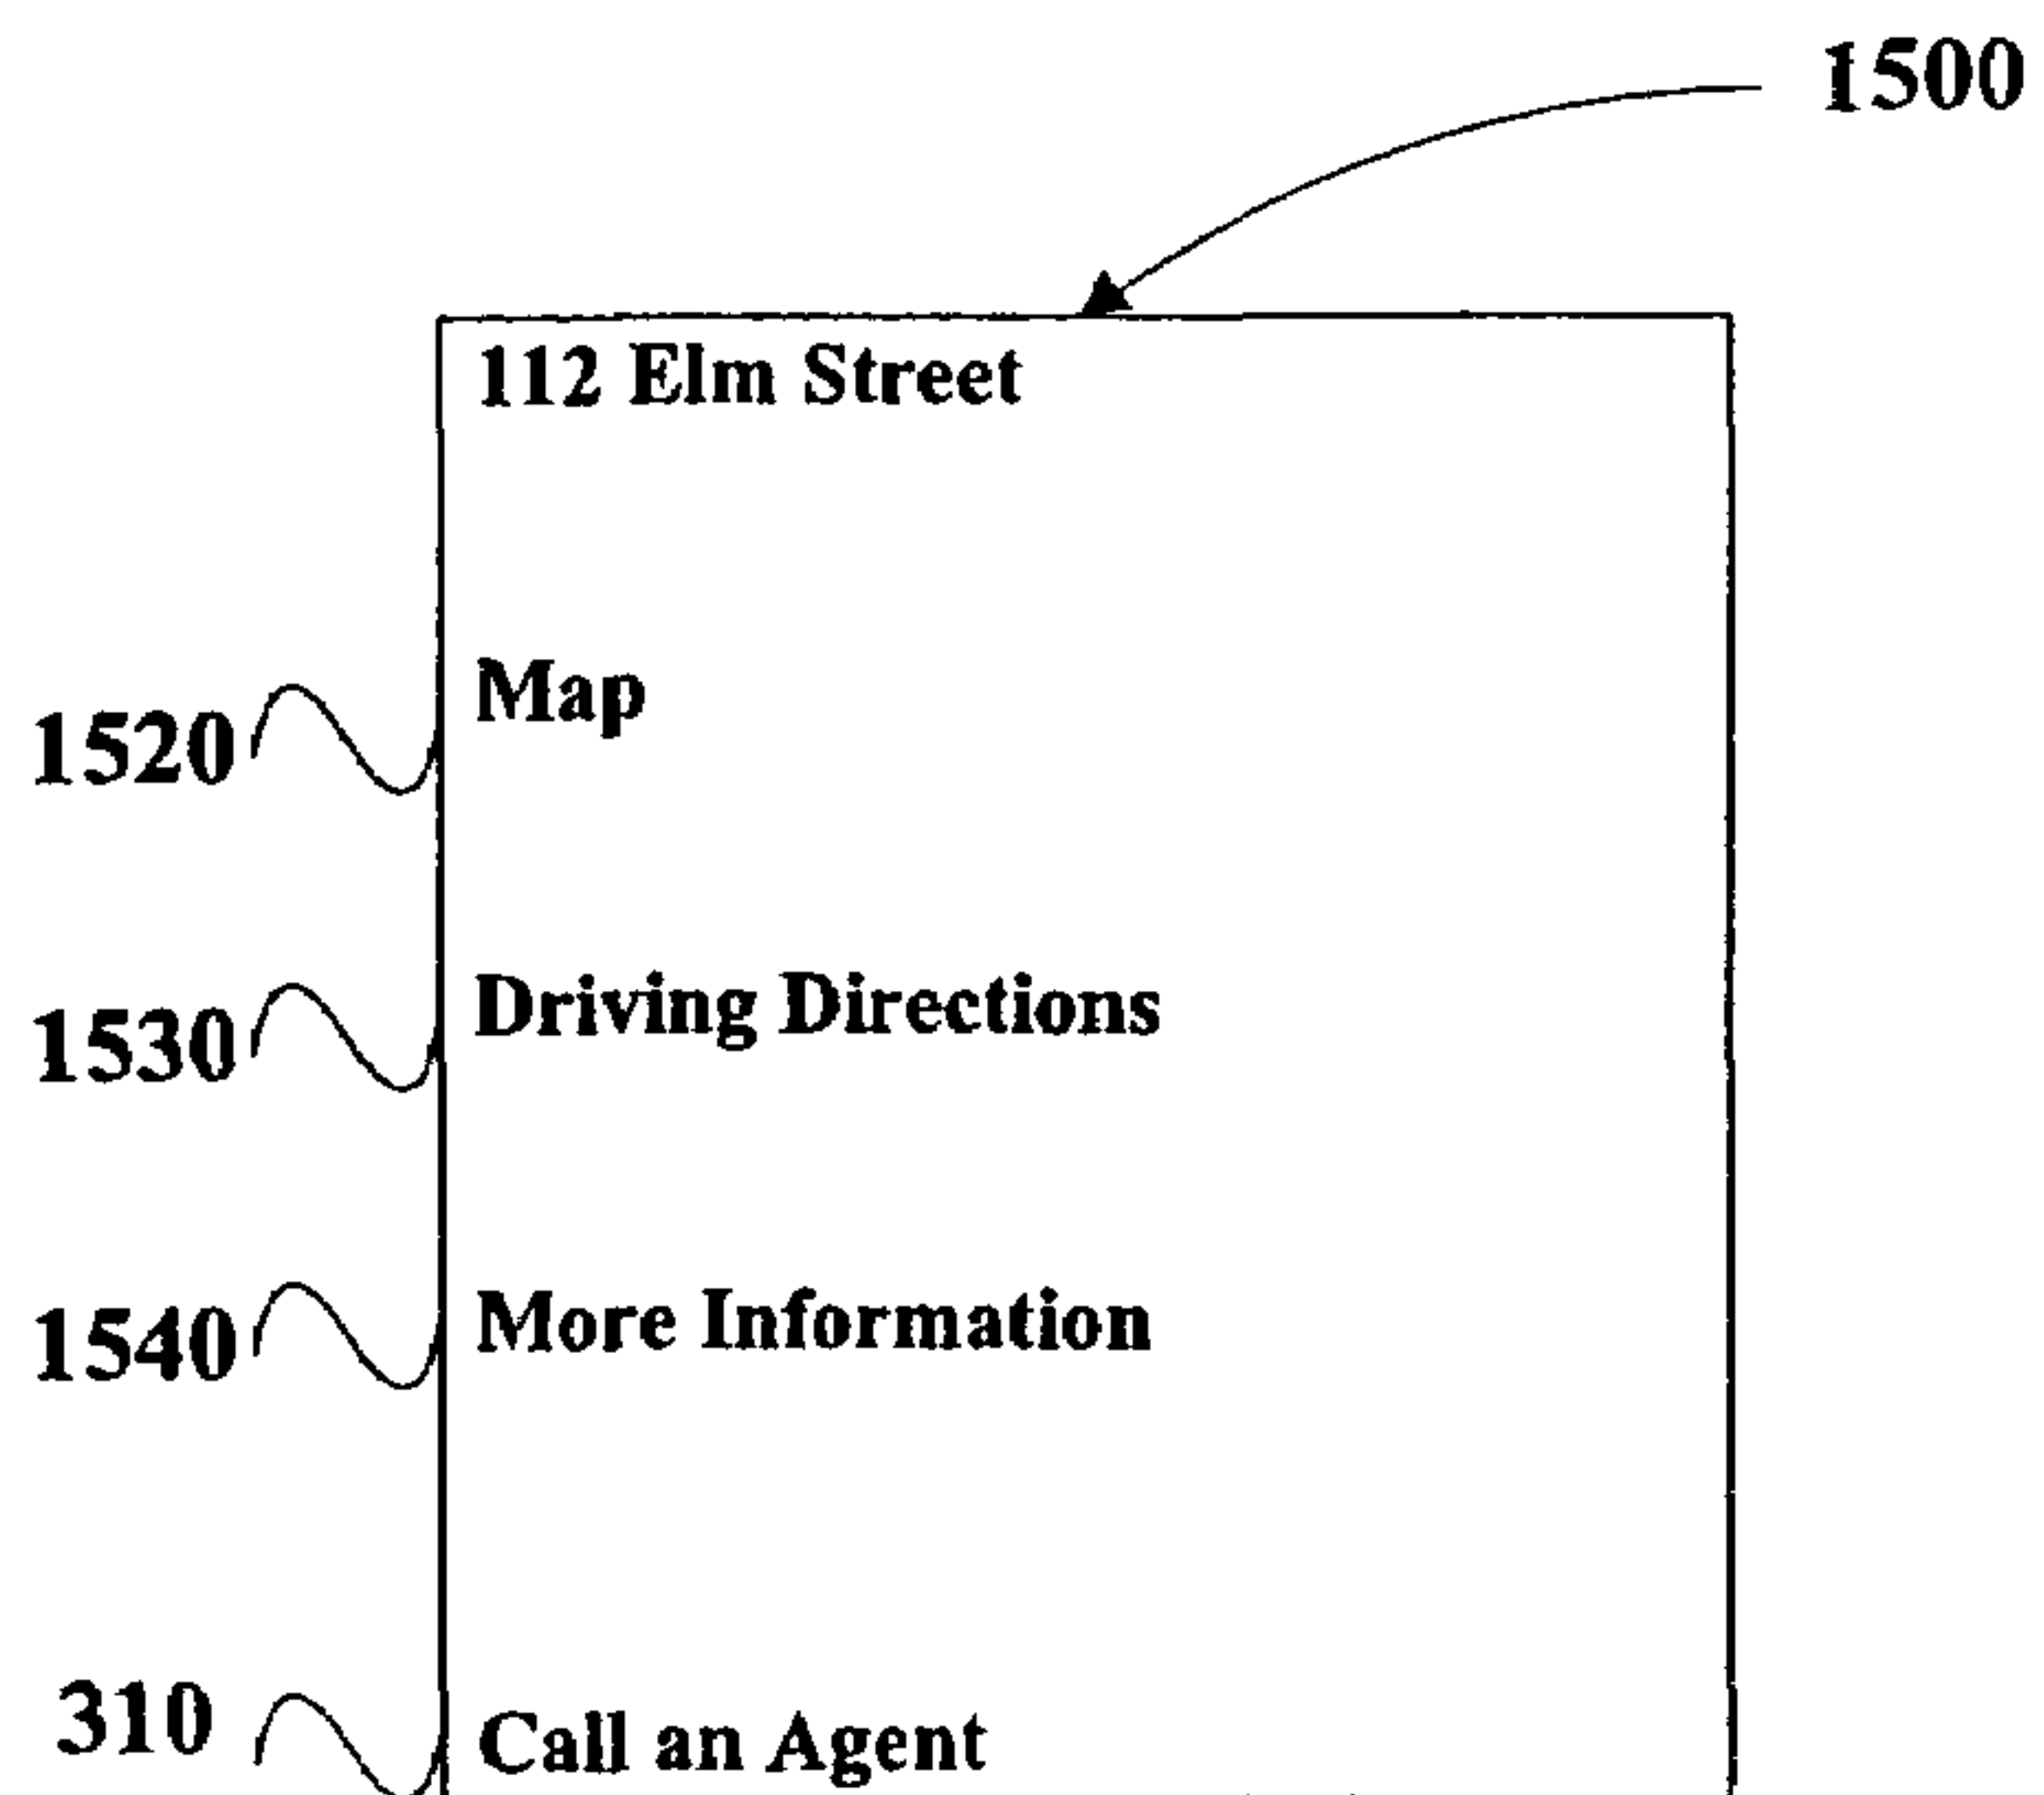 1500
112 Elm Street
Map
1520
Driving Directions
1530
More Information
1540
310 Call an Agent